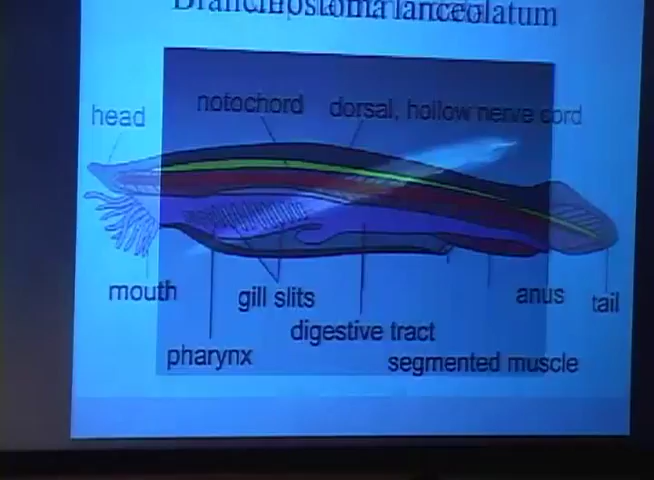 Branchiostoma lanceolatum
head
notochord
dorsal, hollow nerve cord
mouth
gill slits
anus
tail
digestive tract
pharynx
segmented muscle